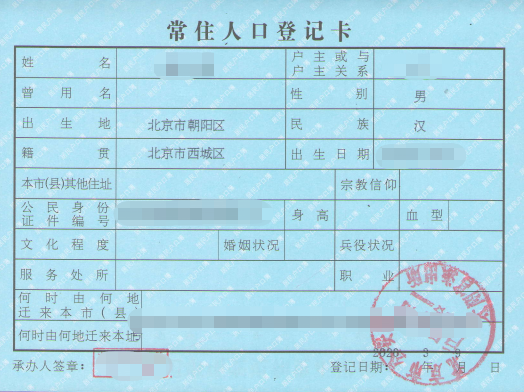 常住人口登记卡
姓名
户主或与
户主关系
曾用名
性别 男
出生地 北京市朝阳区
民族 汉
籍贯 北京市西城区
出生日期
本市(县)其他住址
宗教信仰
公民身份
证件编号
身高
血型
文化程度
婚姻状况
兵役状况
服务处所
职业
何时由何地
迁来本市(县)
何时由何地迁来本地
承办人签章:
登记日期: 年 月 日